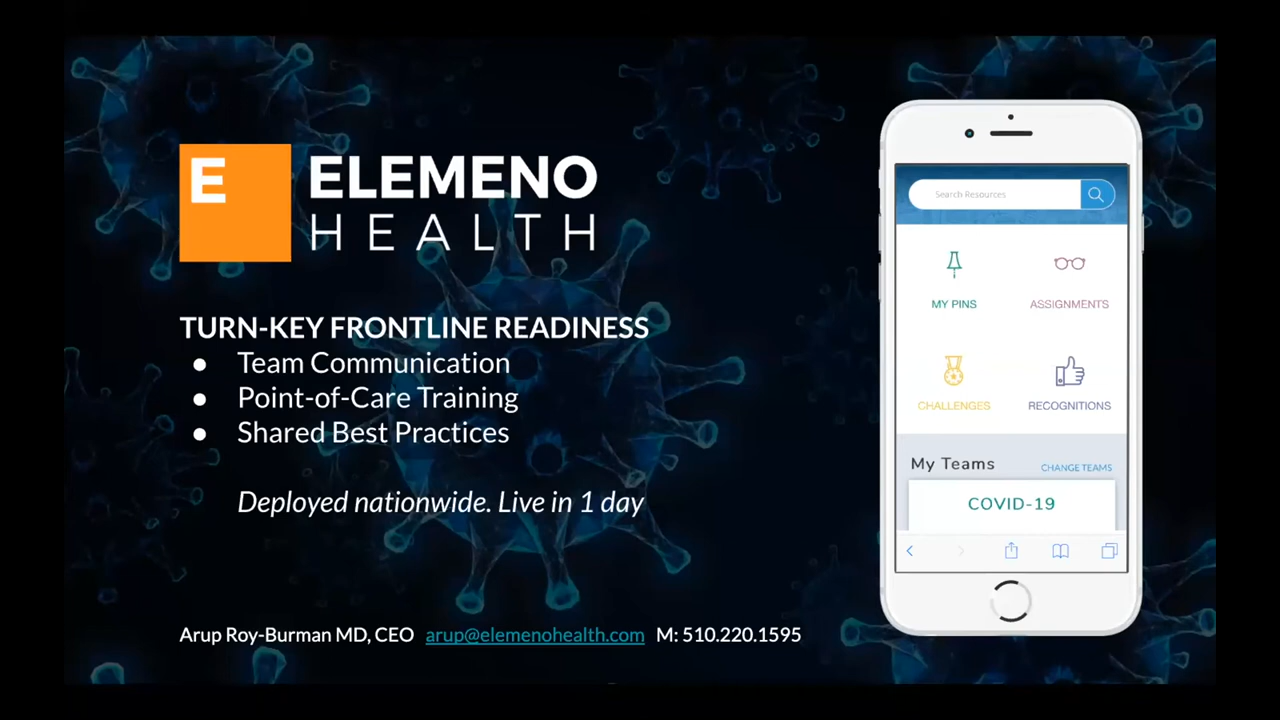 E
ELEMENO
HEALTH
TURN-KEY FRONTLINE READINESS
● Team Communication
● Point-of-Care Training
● Shared Best Practices
Deployed nationwide. Live in 1 day
Arup Roy-Burman MD, CEO arup@elemenohealth.com M: 510.220.1595
Search Resources
MY PINS ASSIGNMENTS
CHALLENGES RECOGNITIONS
My Teams CHANGE TEAMS
COVID-19